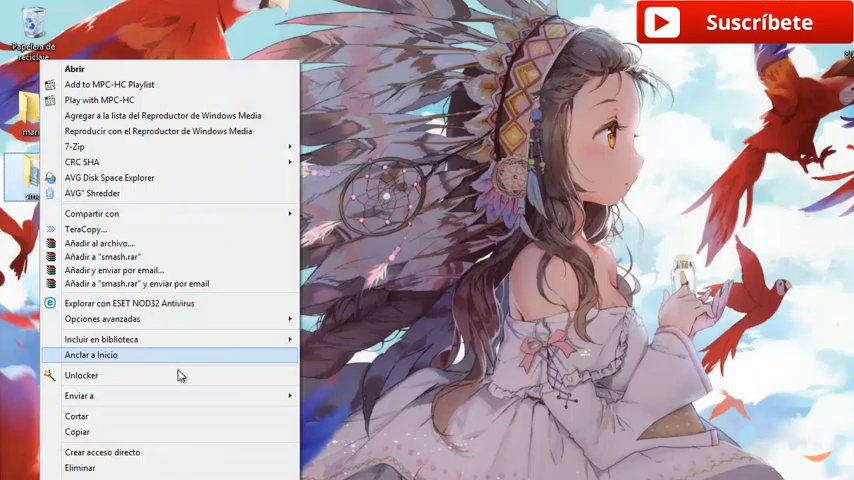 Suscríbete
Papelera de
reciclaje
Abrir
Add to MPC-HC Playlist
Play with MPC-HC
Agregar a la lista del Reproductor de Windows Media
Reproducir con el Reproductor de Windows Media
7-Zip
CRC SHA
AVG Disk Space Explorer
AVG" Shredder
Compartir con
TeraCopy...
Añadir al archivo...
Añadir a "smash.rar"
Añadir y enviar por email...
Añadir a "smash.rar" y enviar por email
Explorar con ESET NOD32 Antivirus
Opciones avanzadas
Incluir en biblioteca
Anclar a Inicio
Unlocker
Enviar a
Cortar
Copiar
Crear acceso directo
Eliminar